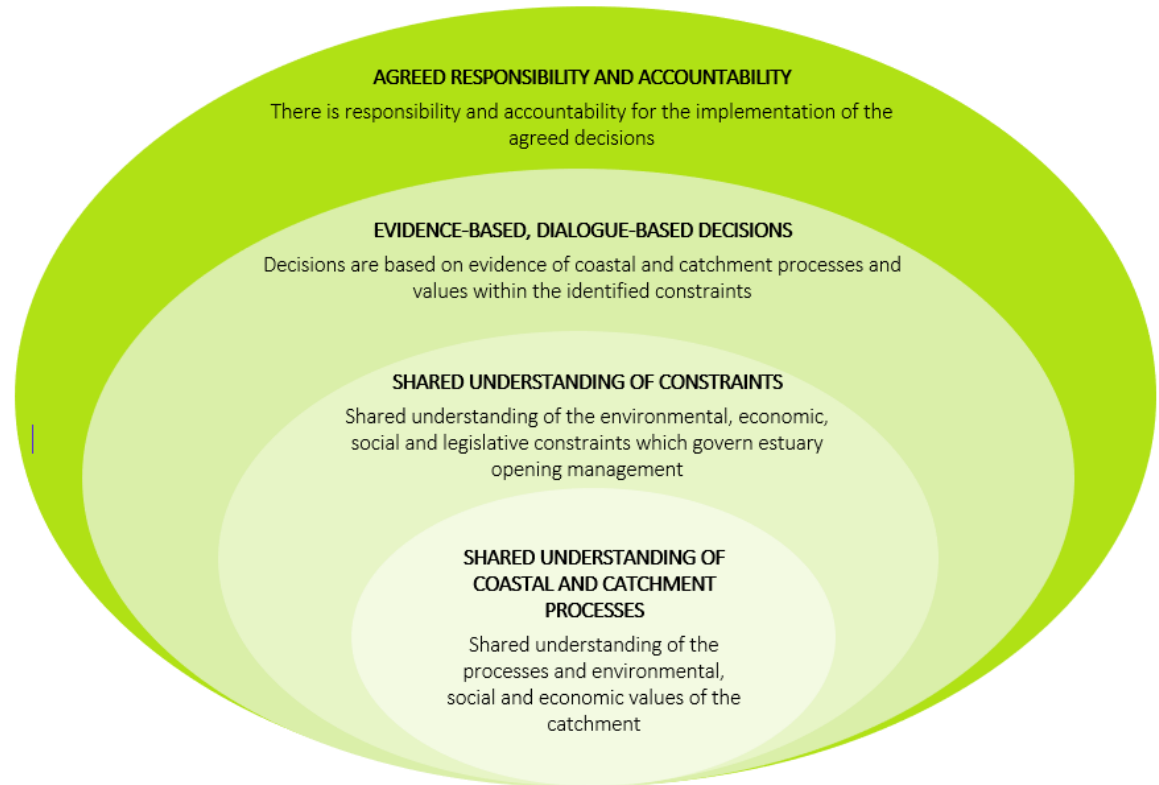 AGREED RESPONSIBILITY AND ACCOUNTABILITY
There is responsibility and accountability for the implementation of the
agreed decisions
EVIDENCE-BASED, DIALOGUE-BASED DECISIONS
Decisions are based on evidence of coastal and catchment processes and
values within the identified constraints
SHARED UNDERSTANDING OF CONSTRAINTS
Shared understanding of the environmental, economic,
social and legislative constraints which govern estuary
opening management
SHARED UNDERSTANDING OF
COASTAL AND CATCHMENT
PROCESSES
Shared understanding of the
processes and environmental,
social and economic values of the
catchment